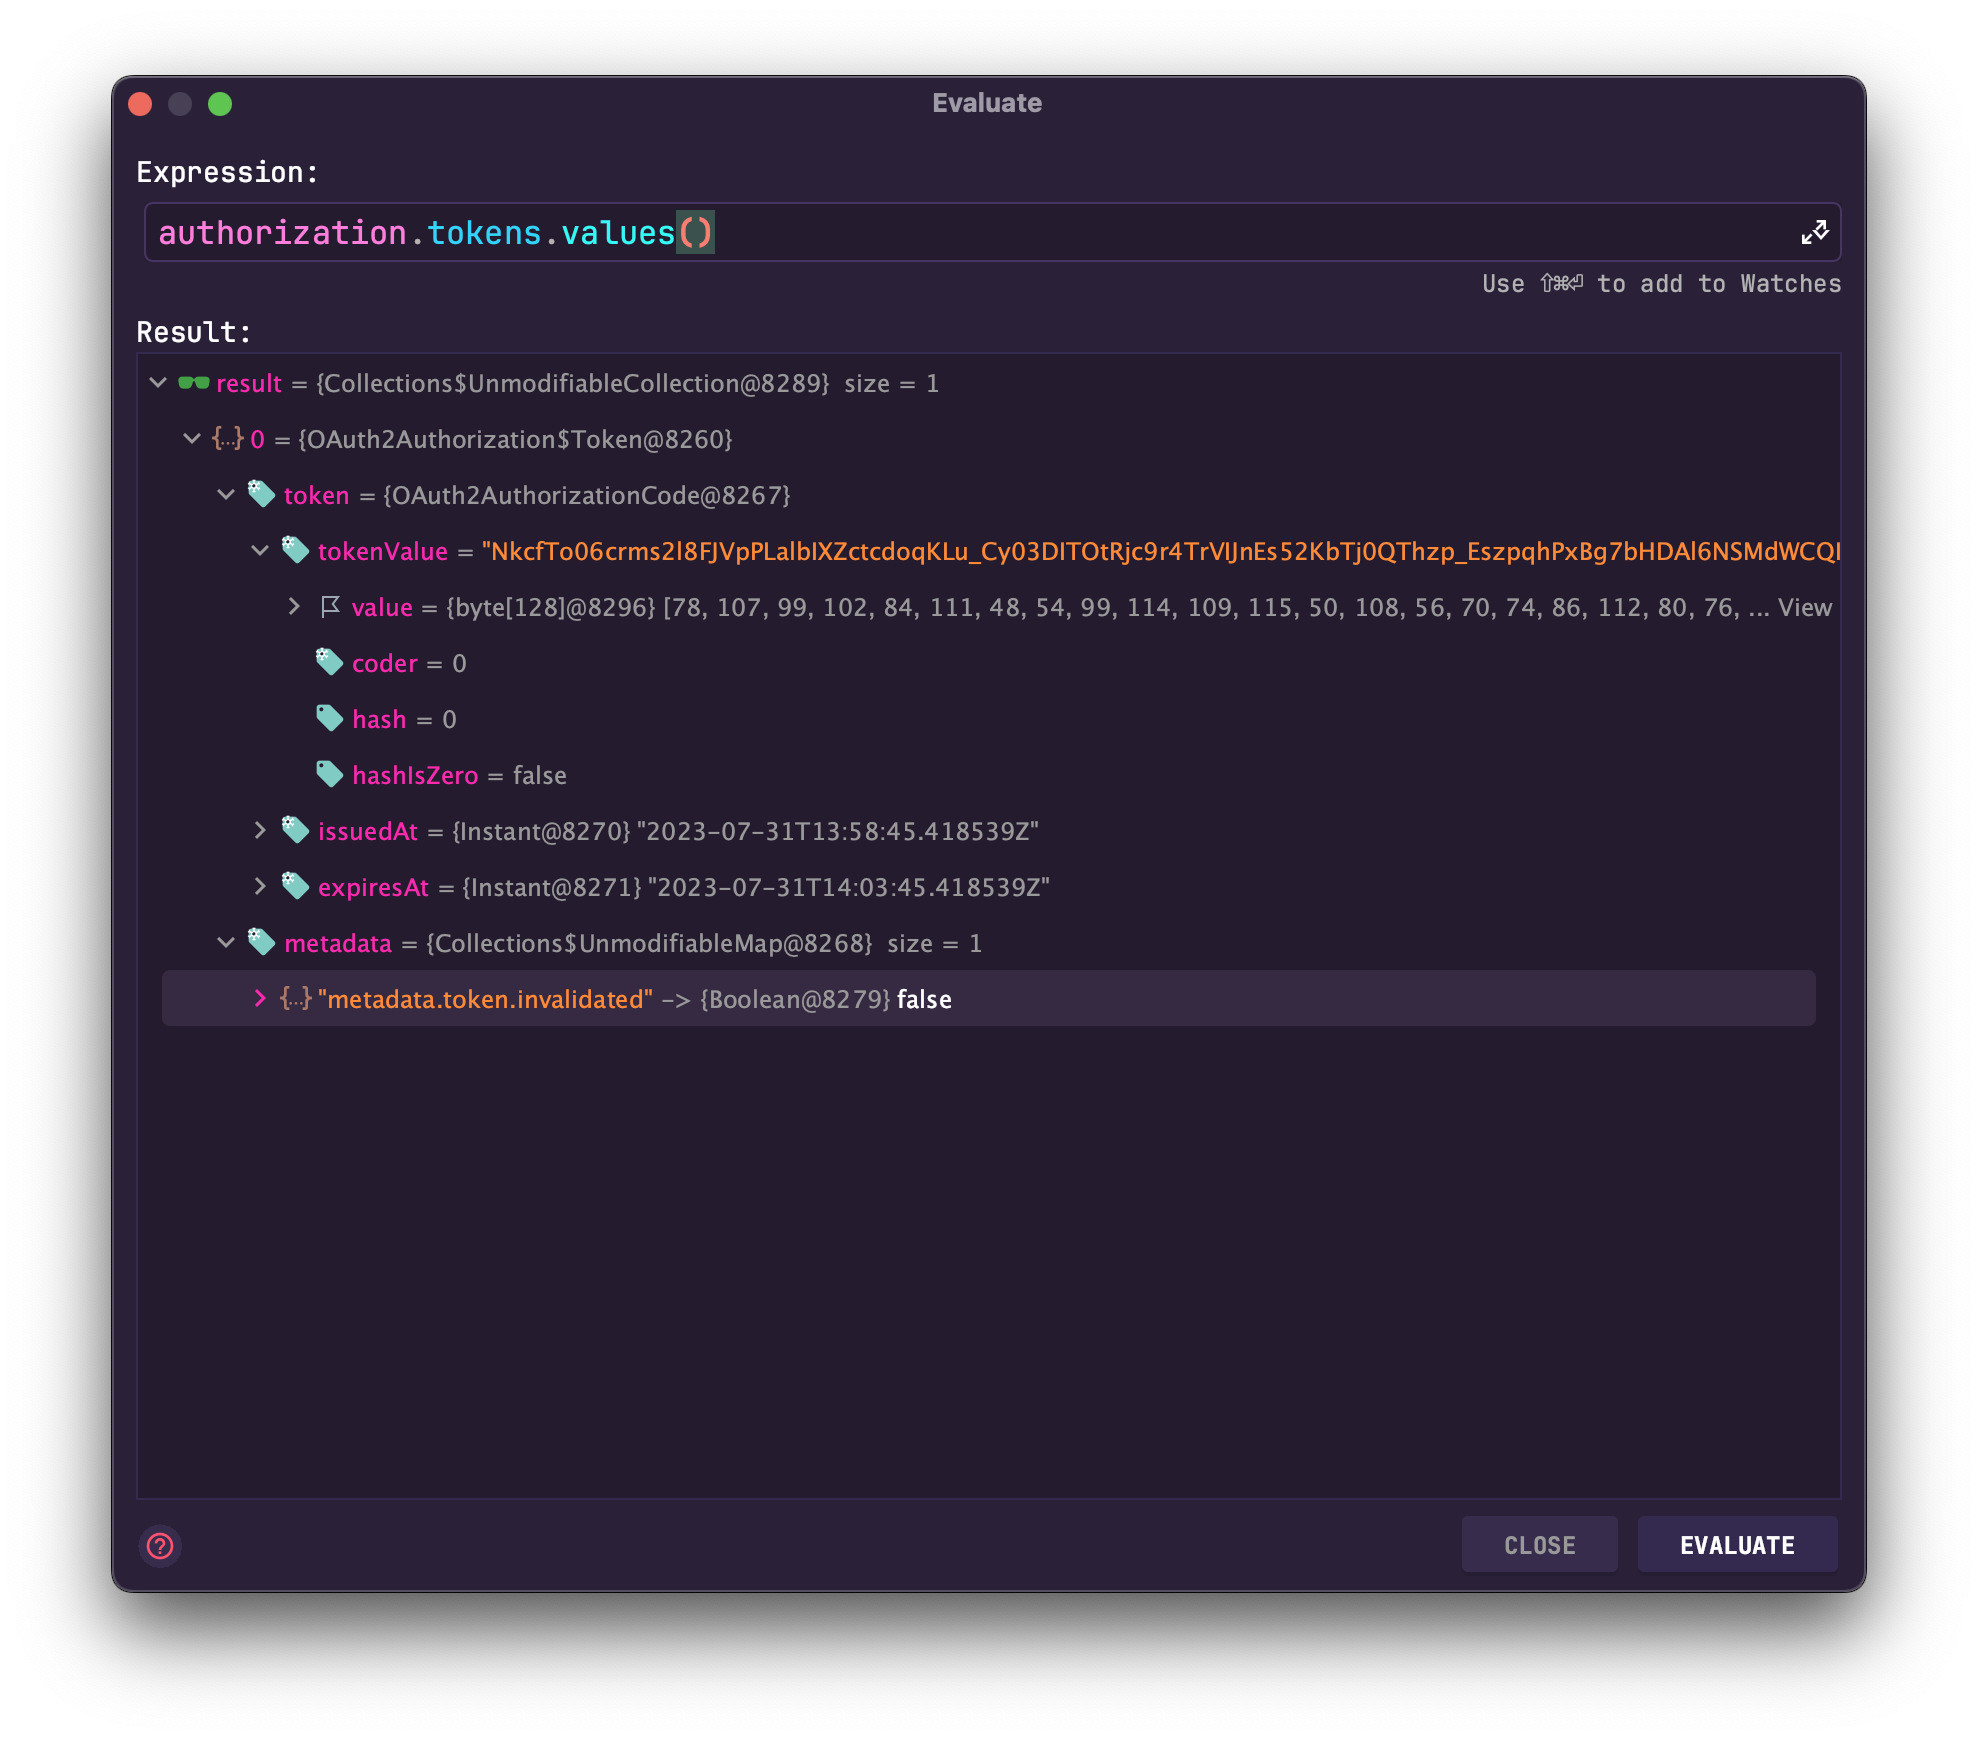 Evaluate
Expression:
authorization.tokens.values()
Use ⇧⌘⏎ to add to Watches
Result:
result = {Collections$UnmodifiableCollection@8289} size = 1
{...} 0 = {OAuth2Authorization$Token@8260}
token = {OAuth2AuthorizationCode@8267}
tokenValue = "NkcfTo06crms2l8FJVpPLalbIXZctcdoqKLu_Cy03DITOtRjc9r4TrVIJnEs52KbTj0QThzp_EszpqhPxBg7bHDAl6NSMdWCQI
value = {byte[128]@8296} [78, 107, 99, 102, 84, 111, 48, 54, 99, 114, 109, 115, 50, 108, 56, 70, 74, 86, 112, 80, 76, ... View
coder = 0
hash = 0
hashIsZero = false
issuedAt = {Instant@8270} "2023-07-31T13:58:45.418539Z"
expiresAt = {Instant@8271} "2023-07-31T14:03:45.418539Z"
metadata = {Collections$UnmodifiableMap@8268} size = 1
{...} "metadata.token.invalidated" -> {Boolean@8279} false
?
CLOSE
EVALUATE